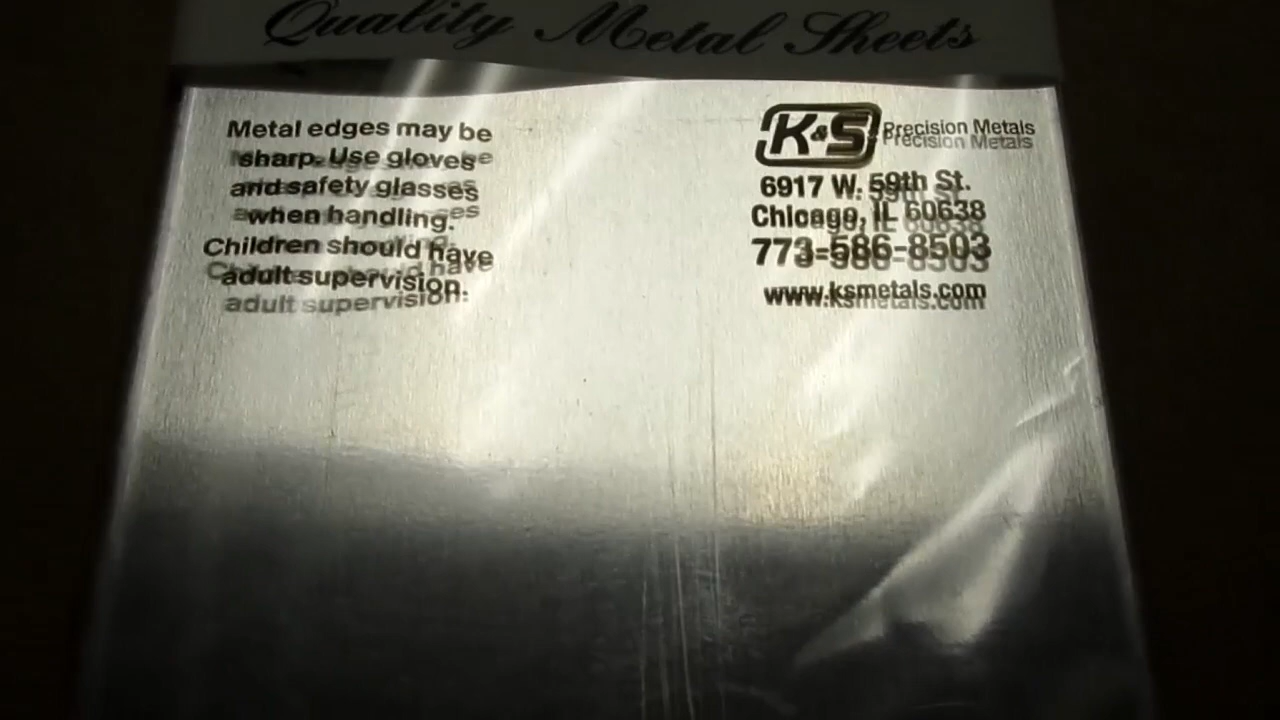 Quality Metal Sheets
Metal edges may be
sharp. Use gloves
and safety glasses
when handling.
Children should have
adult supervision.
K&S Precision Metals
6917 W. 59th St.
Chicago, IL 60638
773-586-8503
www.ksmetals.com